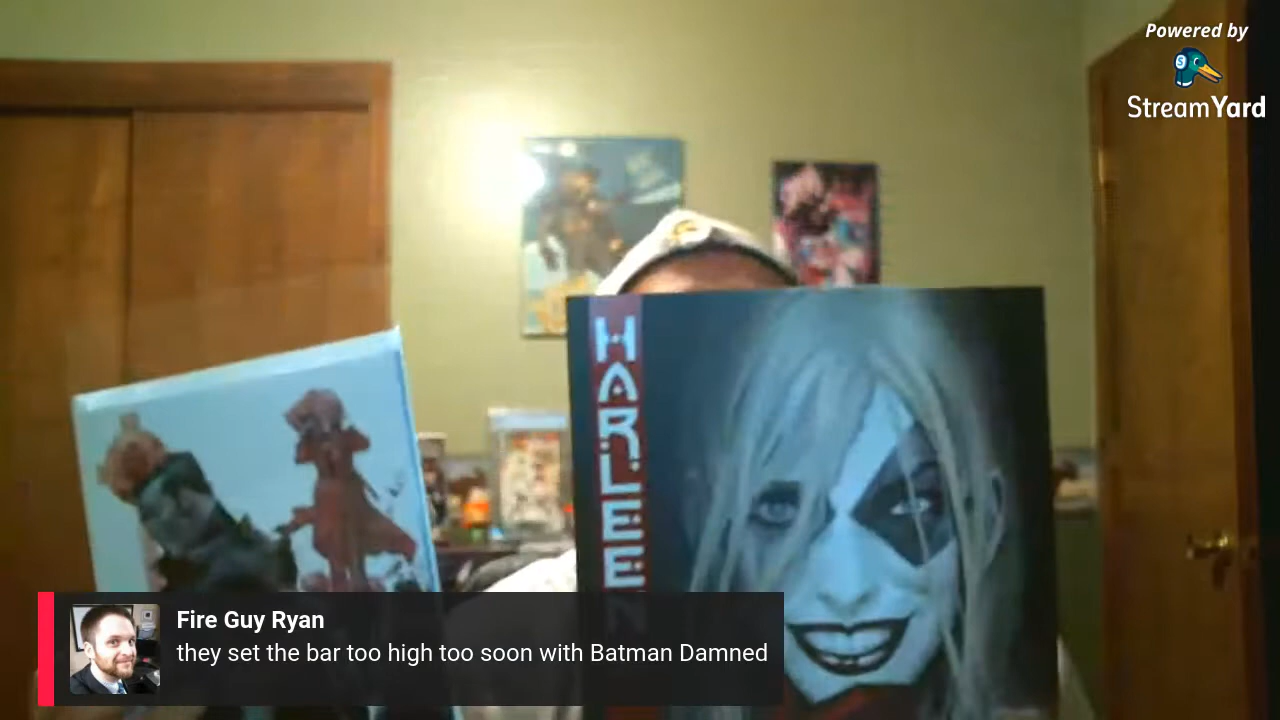 Powered by
StreamYard
HARLEEN
Fire Guy Ryan
they set the bar too high too soon with Batman Damned